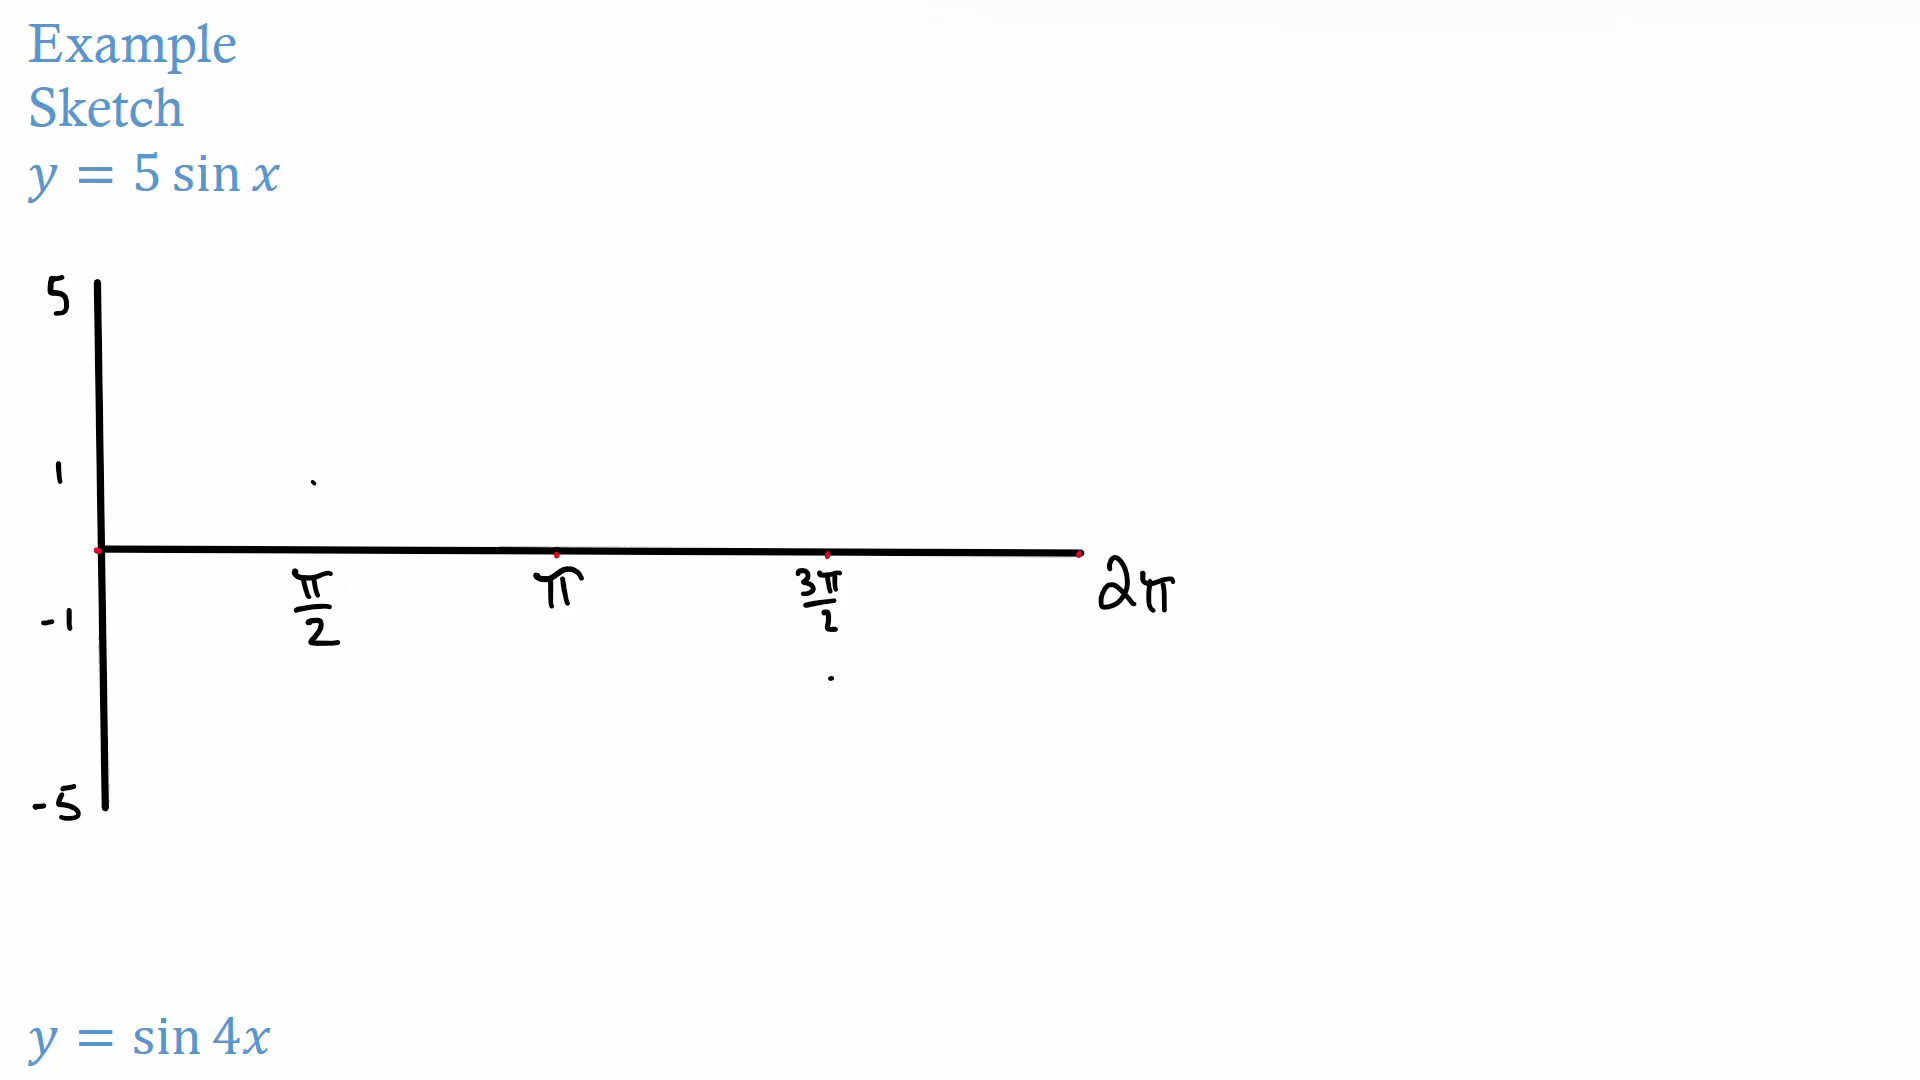 Example
Sketch
y = 5 sin x
5
1
-1
-5
π/2
π
3π/2
2π
y = sin 4x